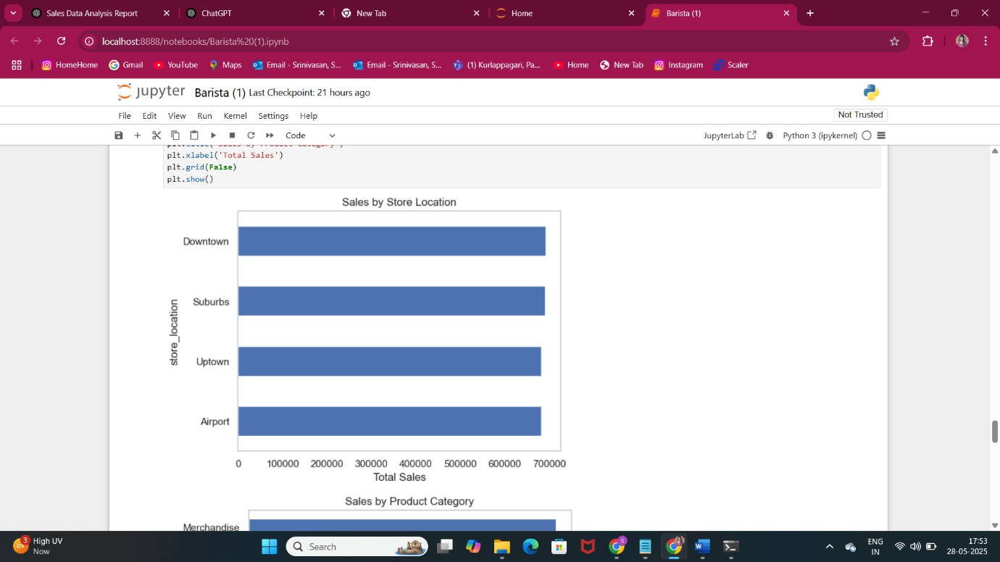 Sales Data Analysis Report
ChatGPT
New Tab
Home
Barista (1)
localhost:8888/notebooks/Barista%20(1).ipynb
HomeHome
Gmail
YouTube
Maps
Email - Srinivasan, S...
Email - Srinivasan, S...
(1) Kurlappagari, Pa...
Home
New Tab
Instagram
Scaler
jupyter Barista (1) Last Checkpoint: 21 hours ago
File Edit View Run Kernel Settings Help
Not Trusted
Code
JupyterLab
Python 3 (ipykernel)
plt.title('Sales by Product Category')
plt.xlabel('Total Sales')
plt.grid(False)
plt.show()
Sales by Store Location
Downtown
Suburbs
Uptown
Airport
store_location
0 100000 200000 300000 400000 500000 600000 700000
Total Sales
Sales by Product Category
Merchandise
3
UV
High UV
Now
Search
S
W
ENG
IN
17:53
28-05-2025